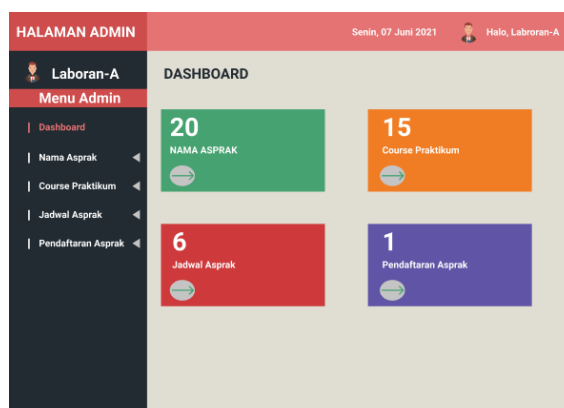 HALAMAN ADMIN
Senin, 07 Juni 2021
Halo, Labroran-A
Laboran-A
Menu Admin
Dashboard
Nama Asprak
Course Praktikum
Jadwal Asprak
Pendaftaran Asprak
DASHBOARD
20
NAMA ASPRAK
15
Course Praktikum
6
Jadwal Asprak
1
Pendaftaran Asprak